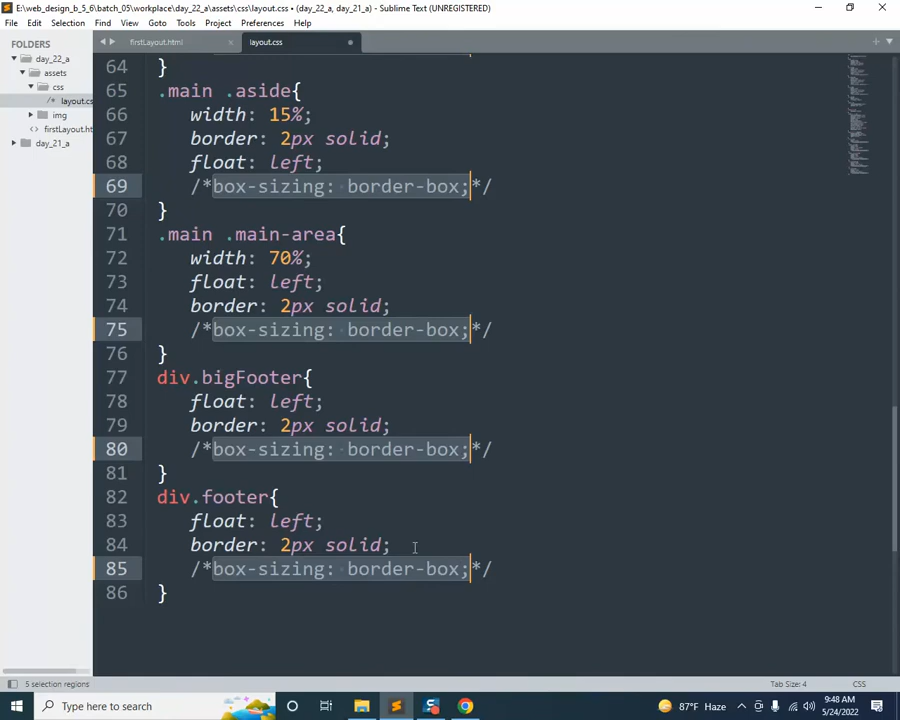 E:\web_design_b_5_6\batch_05\workplace\day_22_a\assets\css\layout.css • (day_22_a, day_21_a) - Sublime Text (UNREGISTERED)
File Edit Selection Find View Goto Tools Project Preferences Help
FOLDERS
day_22_a
assets
css
/* layout.cs
img
firstLayout.ht
day_21_a
firstLayout.html
layout.css
64 }
65 .main .aside{
66 width: 15%;
67 border: 2px solid;
68 float: left;
69 /*box-sizing: border-box;*/
70 }
71 .main .main-area{
72 width: 70%;
73 float: left;
74 border: 2px solid;
75 /*box-sizing: border-box;*/
76 }
77 div.bigFooter{
78 float: left;
79 border: 2px solid;
80 /*box-sizing: border-box;*/
81 }
82 div.footer{
83 float: left;
84 border: 2px solid;
85 /*box-sizing: border-box;*/
86 }
5 selection regions
Tab Size: 4
CSS
Type here to search
87°F Haze
9:48 AM
5/24/2022